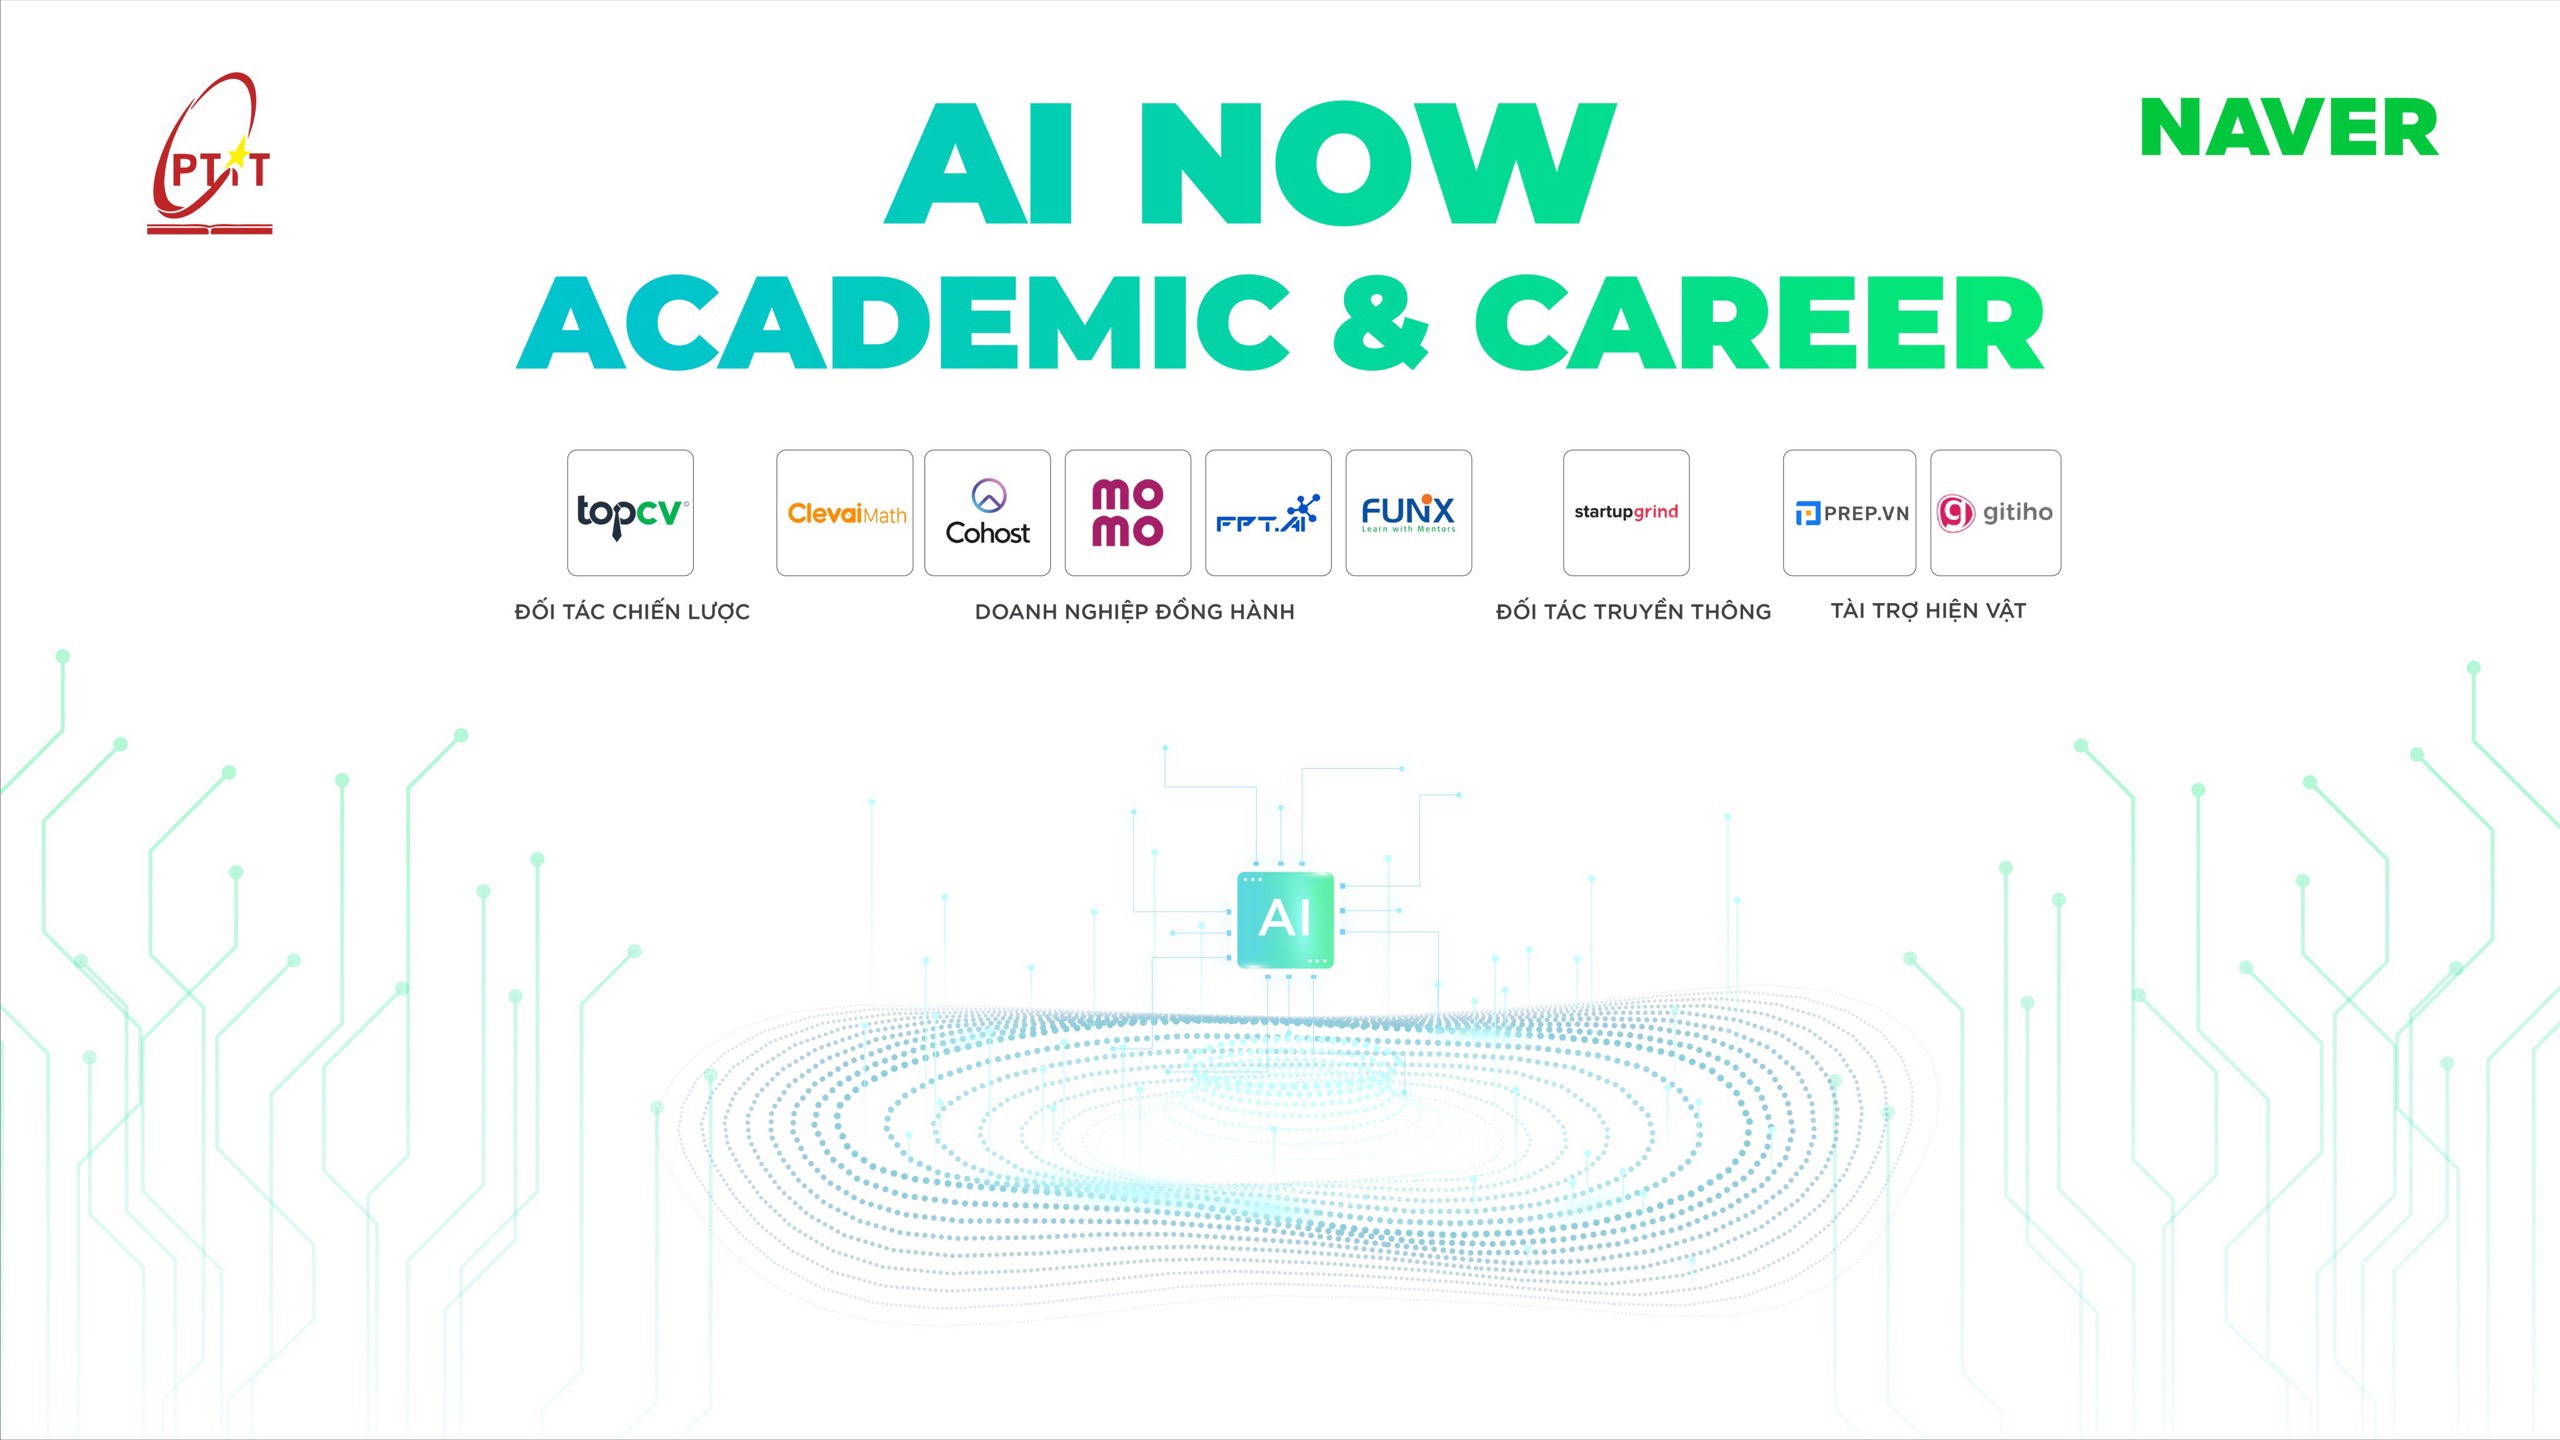 PTIT
AI NOW
NAVER
ACADEMIC & CAREER
topcv
ClevaiMath
Cohost
mo
mo
FPT.AI
FUNiX
Learn with Mentors
startupgrind
PREP.VN
g gitiho
ĐỐI TÁC CHIẾN LƯỢC
DOANH NGHIỆP ĐỒNG HÀNH
ĐỐI TÁC TRUYỀN THÔNG
TÀI TRỢ HIỆN VẬT
AI